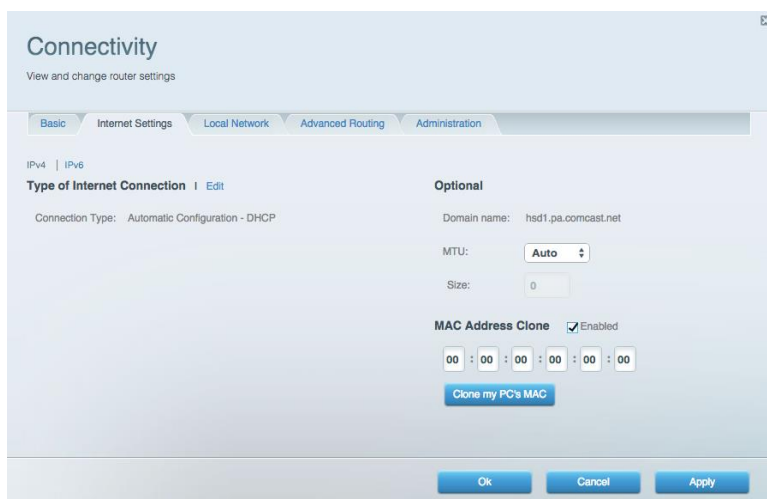 Connectivity
View and change router settings
Basic Internet Settings Local Network Advanced Routing Administration
IPv4 | IPv6
Type of Internet Connection | Edit
Connection Type: Automatic Configuration - DHCP
Optional
Domain name: hsd1.pa.comcast.net
MTU: Auto
Size: 0
MAC Address Clone Enabled
00 : 00 : 00 : 00 : 00 : 00
Clone my PC's MAC
Ok Cancel Apply